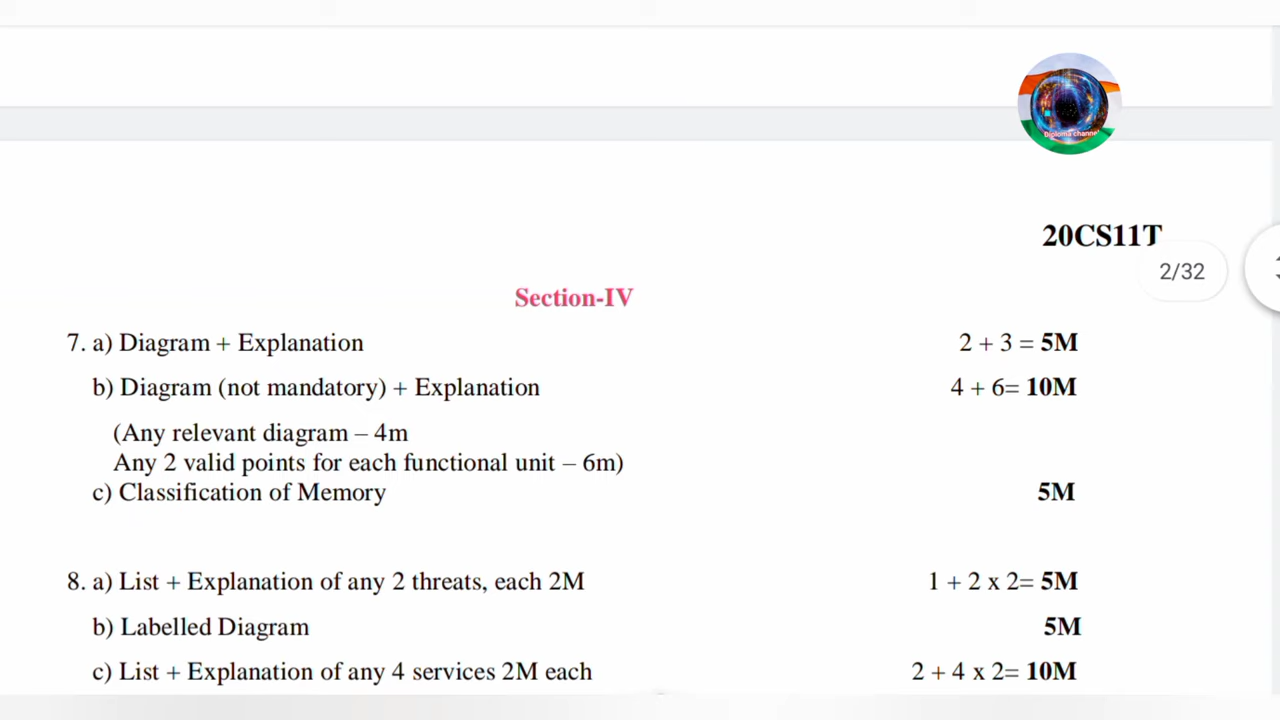 Diploma channel
20CS11T
2/32
Section-IV
7. a) Diagram + Explanation 2 + 3 = 5M
b) Diagram (not mandatory) + Explanation 4 + 6= 10M
(Any relevant diagram – 4m
Any 2 valid points for each functional unit – 6m)
c) Classification of Memory 5M
8. a) List + Explanation of any 2 threats, each 2M 1 + 2 x 2= 5M
b) Labelled Diagram 5M
c) List + Explanation of any 4 services 2M each 2 + 4 x 2= 10M